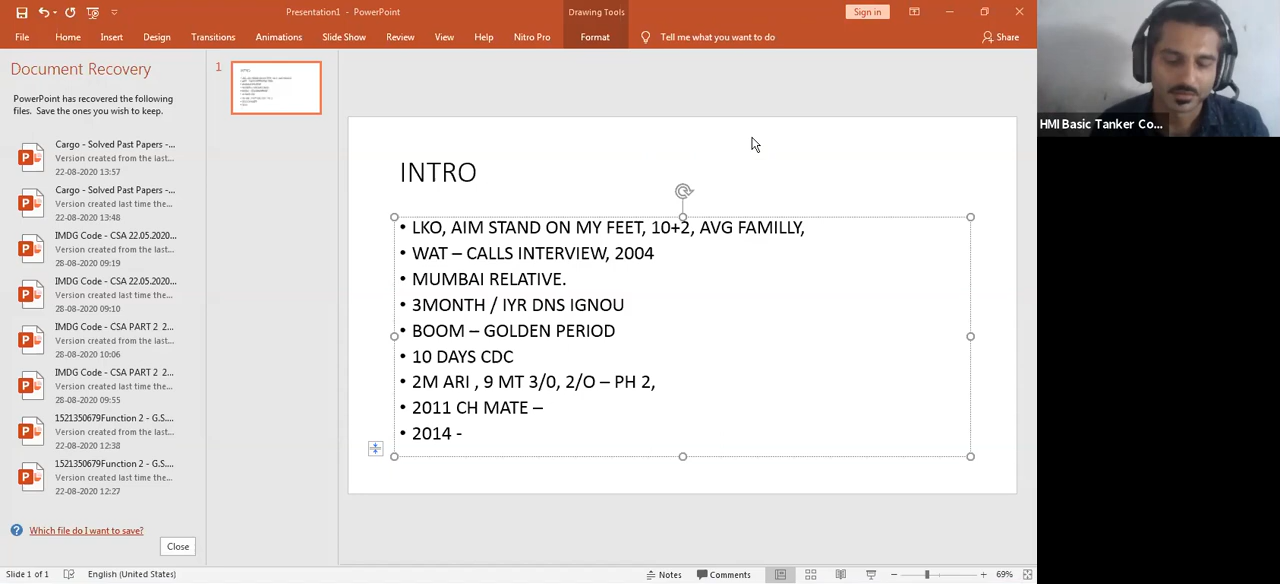 Presentation1 - PowerPoint
Drawing Tools
Sign in
File Home Insert Design Transitions Animations Slide Show Review View Help Nitro Pro Format Tell me what you want to do Share
Document Recovery
PowerPoint has recovered the following
files. Save the ones you wish to keep.
Cargo - Solved Past Papers -...
Version created from the last...
22-08-2020 13:57
Cargo - Solved Past Papers -...
Version created last time the...
22-08-2020 13:48
IMDG Code - CSA 22.05.2020...
Version created from the last...
28-08-2020 09:19
IMDG Code - CSA 22.05.2020...
Version created last time the...
28-08-2020 09:10
IMDG Code - CSA PART 2 2...
Version created from the last...
28-08-2020 10:06
IMDG Code - CSA PART 2 2...
Version created last time the...
28-08-2020 09:55
1521350679Function 2 - G.S....
Version created from the last...
22-08-2020 12:38
1521350679Function 2 - G.S....
Version created last time the...
22-08-2020 12:27
Which file do I want to save?
Close
1
INTRO
• LKO, AIM STAND ON MY FEET, 10+2, AVG FAMILLY,
• WAT – CALLS INTERVIEW, 2004
• MUMBAI RELATIVE.
• 3MONTH / IYR DNS IGNOU
• BOOM – GOLDEN PERIOD
• 10 DAYS CDC
• 2M ARI , 9 MT 3/0, 2/O – PH 2,
• 2011 CH MATE –
• 2014 -
HMI Basic Tanker Co...
Slide 1 of 1 English (United States) Notes Comments 69%